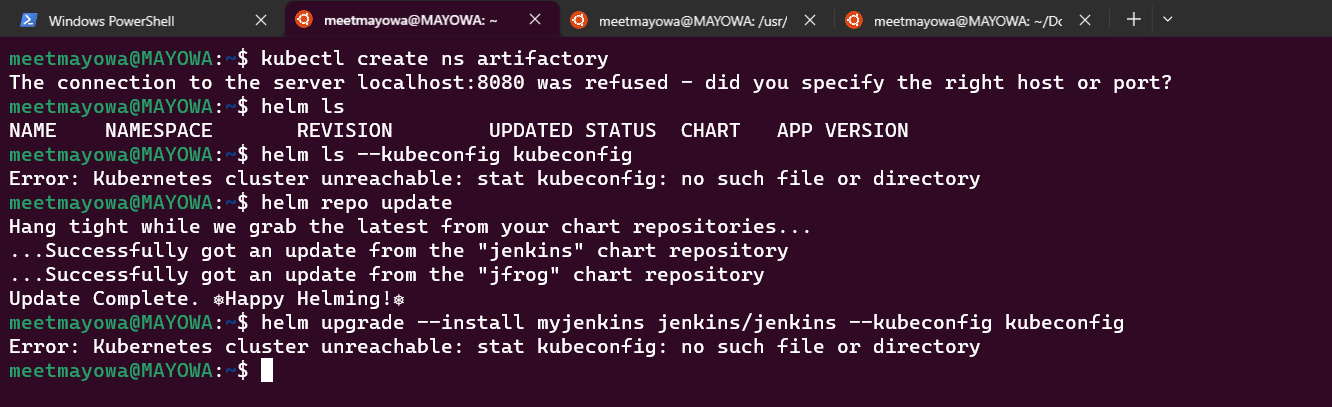 Windows PowerShell
meetmayowa@MAYOWA: ~
meetmayowa@MAYOWA: /usr/
meetmayowa@MAYOWA: ~/Do
meetmayowa@MAYOWA:~$ kubectl create ns artifactory
The connection to the server localhost:8080 was refused - did you specify the right host or port?
meetmayowa@MAYOWA:~$ helm ls
NAME    NAMESPACE       REVISION        UPDATED STATUS  CHART   APP VERSION
meetmayowa@MAYOWA:~$ helm ls --kubeconfig kubeconfig
Error: Kubernetes cluster unreachable: stat kubeconfig: no such file or directory
meetmayowa@MAYOWA:~$ helm repo update
Hang tight while we grab the latest from your chart repositories...
...Successfully got an update from the "jenkins" chart repository
...Successfully got an update from the "jfrog" chart repository
Update Complete. ⎈Happy Helming!⎈
meetmayowa@MAYOWA:~$ helm upgrade --install myjenkins jenkins/jenkins --kubeconfig kubeconfig
Error: Kubernetes cluster unreachable: stat kubeconfig: no such file or directory
meetmayowa@MAYOWA:~$